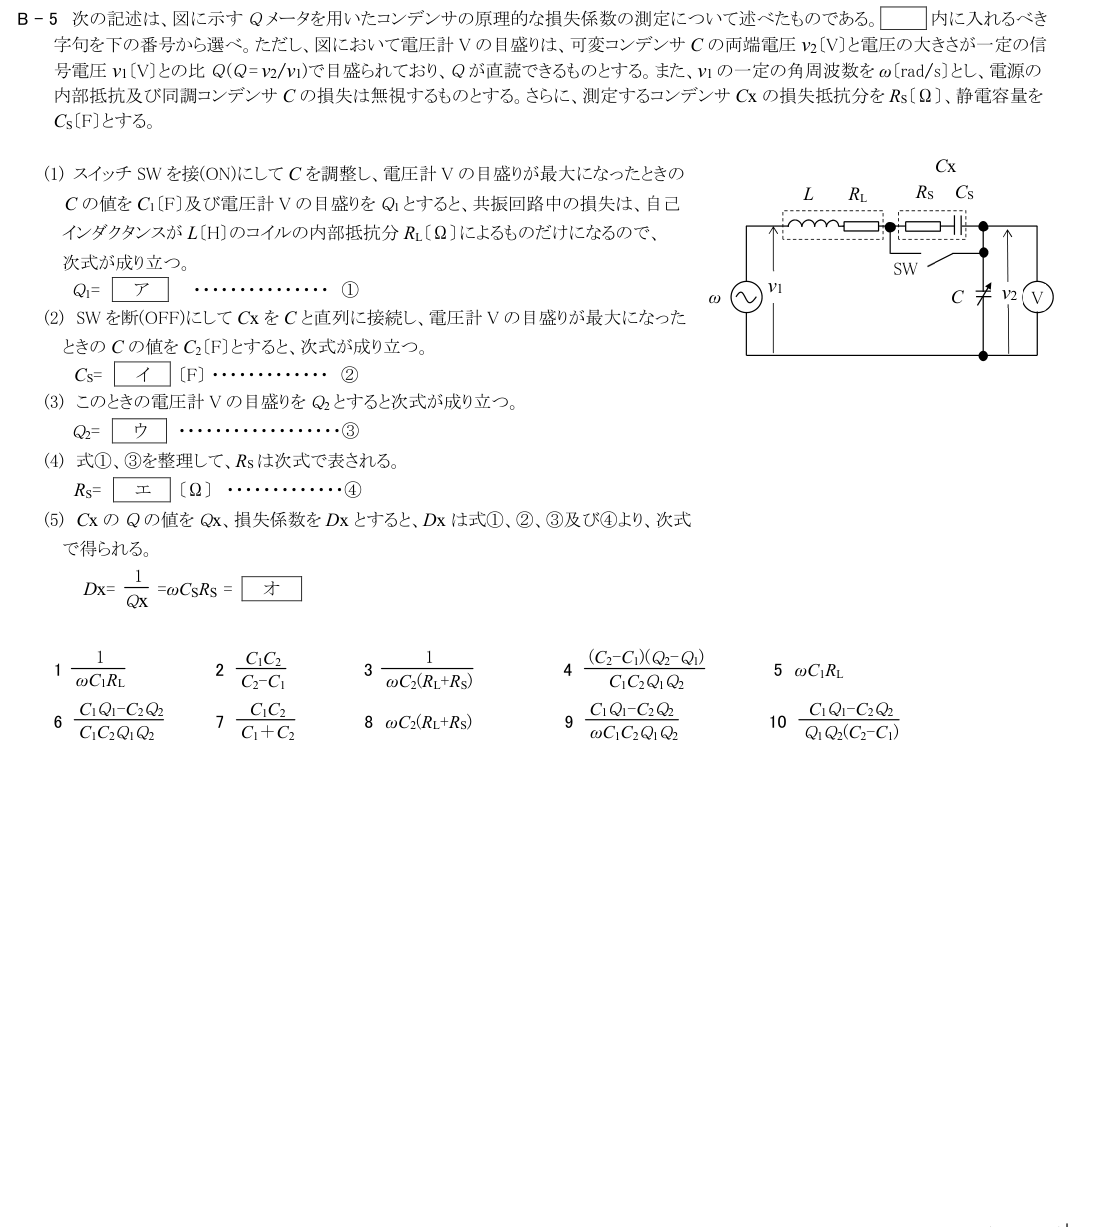 B - 5 次の記述は、図に示す Qメータを用いたコンデンサの原理的な損失係数の測定について述べたものである。 内に入れるべき
字句を下の番号から選べ。ただし、図において電圧計 V の目盛りは、可変コンデンサ C の両端電圧 v2〔V〕と電圧の大きさが一定の信
号電圧 v1〔V〕との比 Q(Q=v2/v1)で目盛られており、Q が直読できるものとする。また、v1 の一定の角周波数を ω〔rad/s〕とし、電源の
内部抵抗及び同調コンデンサ C の損失は無視するものとする。さらに、測定するコンデンサ Cx の損失抵抗分を RS〔Ω〕、静電容量を
CS〔F〕とする。
(1) スイッチ SW を接(ON)にして C を調整し、電圧計 V の目盛りが最大になったときの
C の値を C1〔F〕及び電圧計 V の目盛りを Q1 とすると、共振回路中の損失は、自己
インダクタンスが L〔H〕のコイルの内部抵抗分 RL〔Ω〕によるものだけになるので、
次式が成り立つ。
Q1= ア ・・・・・・・・・・・・・・・ ①
(2) SW を断(OFF)にして Cx を C と直列に接続し、電圧計 V の目盛りが最大になった
ときの C の値を C2〔F〕とすると、次式が成り立つ。
CS= イ 〔F〕 ・・・・・・・・・・・・・ ②
(3) このときの電圧計 V の目盛りを Q2 とすると次式が成り立つ。
Q2= ウ ・・・・・・・・・・・・・・・・・・③
(4) 式①、③を整理して、RS は次式で表される。
RS= エ 〔Ω〕 ・・・・・・・・・・・・・④
(5) Cx の Q の値を Qx、損失係数を Dx とすると、Dx は式①、②、③及び④より、次式
で得られる。
Dx= 1/Qx =ωCSRS = オ
Cx
L RL RS CS
SW
ω v1 C v2 V
1 1/ωC1RL 2 C1C2/C2−C1 3 1/ωC2(RL+RS) 4 (C2−C1)(Q2−Q1)/C1C2Q1Q2 5 ωC1RL
6 C1Q1−C2Q2/C1C2Q1Q2 7 C1C2/C1+C2 8 ωC2(RL+RS) 9 C1Q1−C2Q2/ωC1C2Q1Q2 10 C1Q1−C2Q2/Q1Q2(C2−C1)